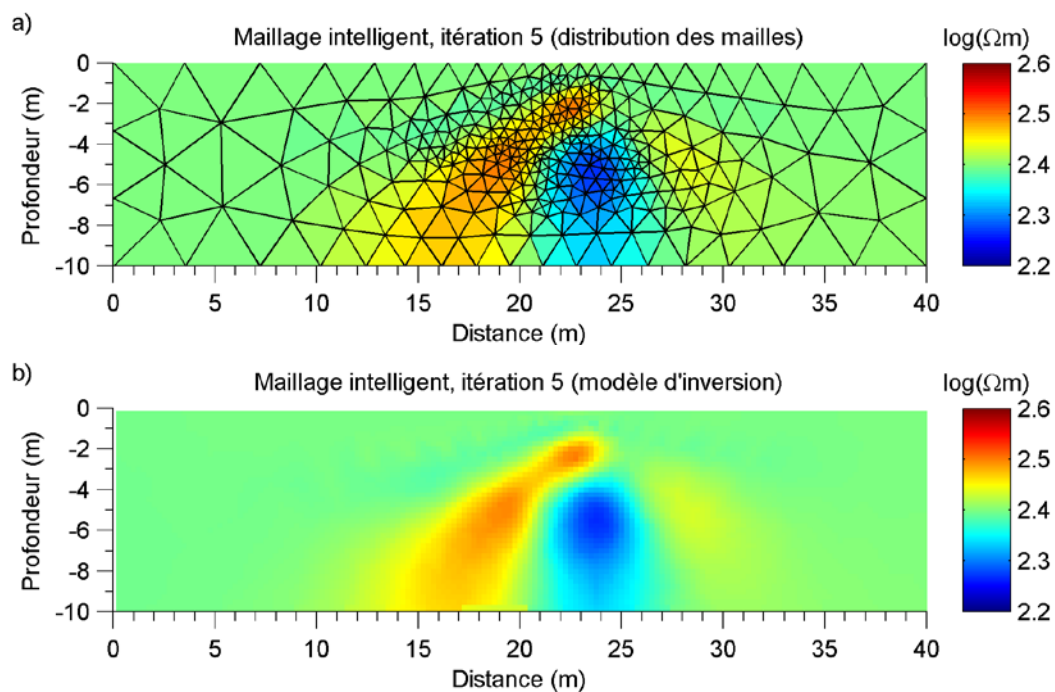 a)
Maillage intelligent, itération 5 (distribution des mailles)
log(Ωm)
0
-2
-4
-6
-8
-10
Profondeur (m)
0 5 10 15 20 25 30 35 40
Distance (m)
2.6
2.5
2.4
2.3
2.2
b)
Maillage intelligent, itération 5 (modèle d'inversion)
log(Ωm)
0
-2
-4
-6
-8
-10
Profondeur (m)
0 5 10 15 20 25 30 35 40
Distance (m)
2.6
2.5
2.4
2.3
2.2